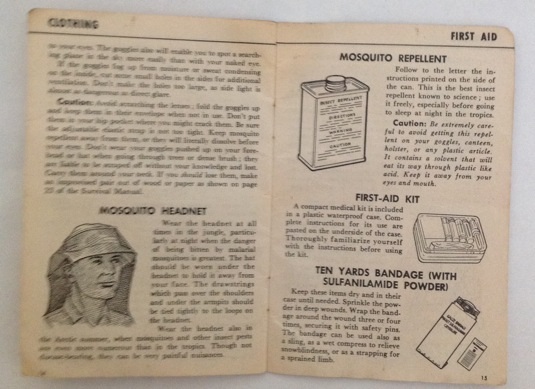 CLOTHING
to your eyes. The goggles also will enable you to spot a search-
ing plane in the sky more easily than with your naked eye.
If the goggles fog up from moisture or sweat condensing
on the inside, cut some small holes in the sides for additional
ventilation. Don't make the holes too large, as side light is
almost as dangerous as direct glare.
Caution: Avoid scratching the lenses; fold the goggles up
and keep them in their envelope when not in use. Don't put
them in your hip pocket where you might crack them. Be sure
the adjustable elastic strap is not too tight. Keep mosquito
repellent away from them, or they will literally dissolve before
your eyes. Don't wear your goggles pushed up on your fore-
head or hat when going through trees or dense brush; they
are liable to be scraped off without your knowledge and lost.
Carry them around your neck. If you should lose them, make
an improvised pair out of wood or paper as shown on page
of the Survival Manual.
MOSQUITO HEADNET
Wear the headnet at all
times in the jungle, particu-
larly at night when the danger
of being bitten by malarial
mosquitoes is greatest. The hat
should be worn under the
headnet to hold it away from
your face. The drawstrings
which pass over the shoulders
and under the armpits should
be tied tightly to the loops on
the headnet.
Wear the headnet also in
the Arctic summer, when mosquitoes and other insect pests
are even more numerous than in the tropics. Though not
disease-bearing, they can be very painful nuisances.
FIRST AID
MOSQUITO REPELLENT
Follow to the letter the in-
structions printed on the side
of the can. This is the best insect
repellent known to science; use
it freely, especially before going
to sleep at night in the tropics.
Caution: Be extremely care-
ful to avoid getting this repel-
lent on your goggles, canteen,
holster, or any plastic article.
It contains a solvent that will
eat its way through plastic like
acid. Keep it away from your
eyes and mouth.
INSECT REPELLENT
DIRECTIONS
CAUTION
FIRST-AID KIT
A compact medical kit is included
in a plastic waterproof case. Com-
plete instructions for its use are
pasted on the underside of the case.
Thoroughly familiarize yourself
with the instructions before using
the kit.
TEN YARDS BANDAGE (WITH
SULFANILAMIDE POWDER)
Keep these items dry and in their
case until needed. Sprinkle the pow-
der in deep wounds. Wrap the band-
age around the wound three or four
times, securing it with safety pins.
The bandage can be used also as
a sling, as a wet compress to relieve
snowblindness, or as a strapping for
a sprained limb.
13